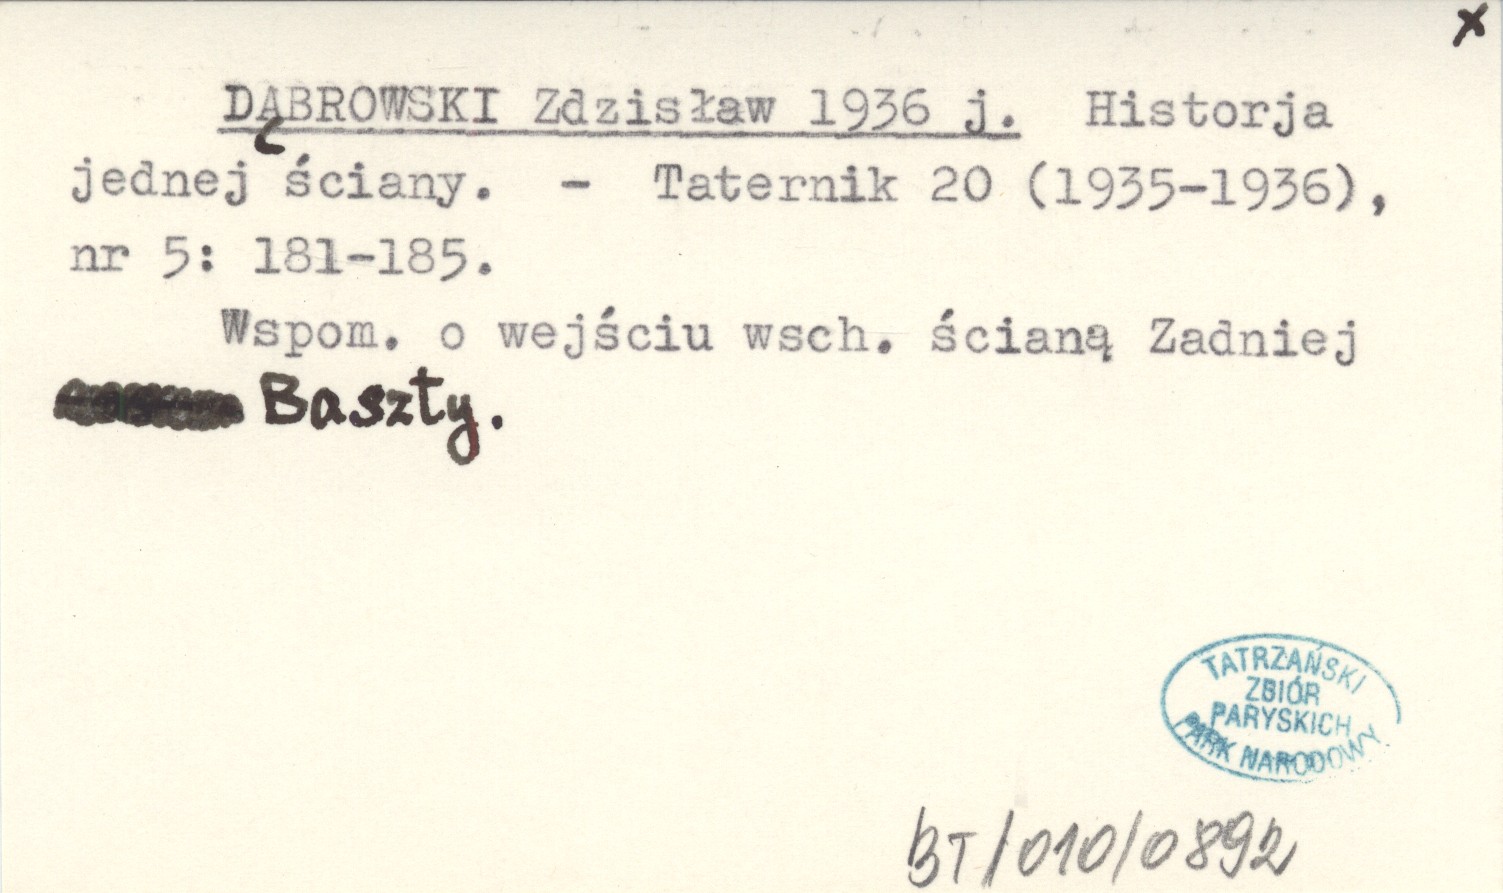 x
DĄBROWSKI Zdzisław 1936 j. Historja
jednej ściany. - Taternik 20 (1935-1936),
nr 5: 181-185.
Wspom. o wejściu wsch. ścianą Zadniej
Baszty.
TATRZAŃSKI
ZBIÓR
PARYSKICH
PARK NARODOWY
BT/010/0892